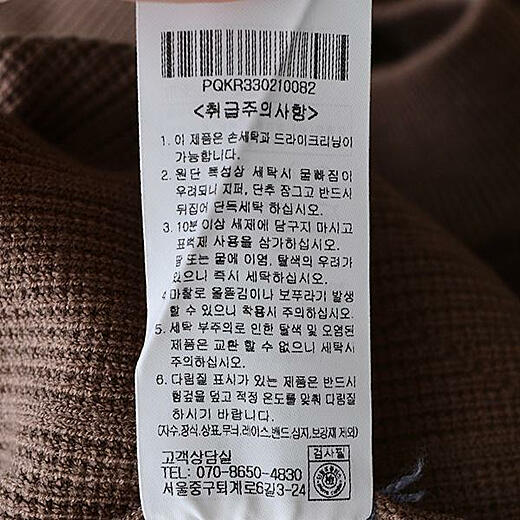 PQKR330210082
<취급주의사항>
1. 이 제품은 손세탁과 드라이크리닝이
가능합니다.
2. 원단 특성상 세탁시 물빠짐이
우려되니 지퍼, 단추 장그고 반드시
뒤집어 단독세탁 하십시오.
3. 10분이상 세제에 담구지 마시고
표백제 사용을 삼가하십시오.
땀또는 물에 이염, 탈색의 우려가
있으니 즉시 세탁하십시오.
4. 마찰로 올뜯김이나 보푸라기 발생
할 수 있으니 착용시 주의하십시오.
5. 세탁 부주의로 인한 탈색 및 오염된
제품은 교환 할 수 없으니 세탁시
주의하십시오.
6. 다림질 표시가 있는 제품은 반드시
헝겊을 덮고 적정 온도를 맞춰 다림질
하시기 바랍니다.
(자수,장식,상표,무늬,레이스,밴드,심지,보강재 제외)
고객상담실
TEL: 070-8650-4830
서울중구퇴계로6길3-24
검사필